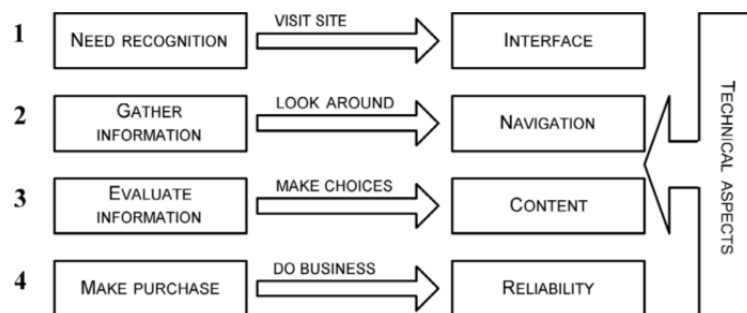 1
NEED RECOGNITION
VISIT SITE
INTERFACE
2
GATHER
INFORMATION
LOOK AROUND
NAVIGATION
3
EVALUATE
INFORMATION
MAKE CHOICES
CONTENT
4
MAKE PURCHASE
DO BUSINESS
RELIABILITY
TECHNICAL ASPECTS